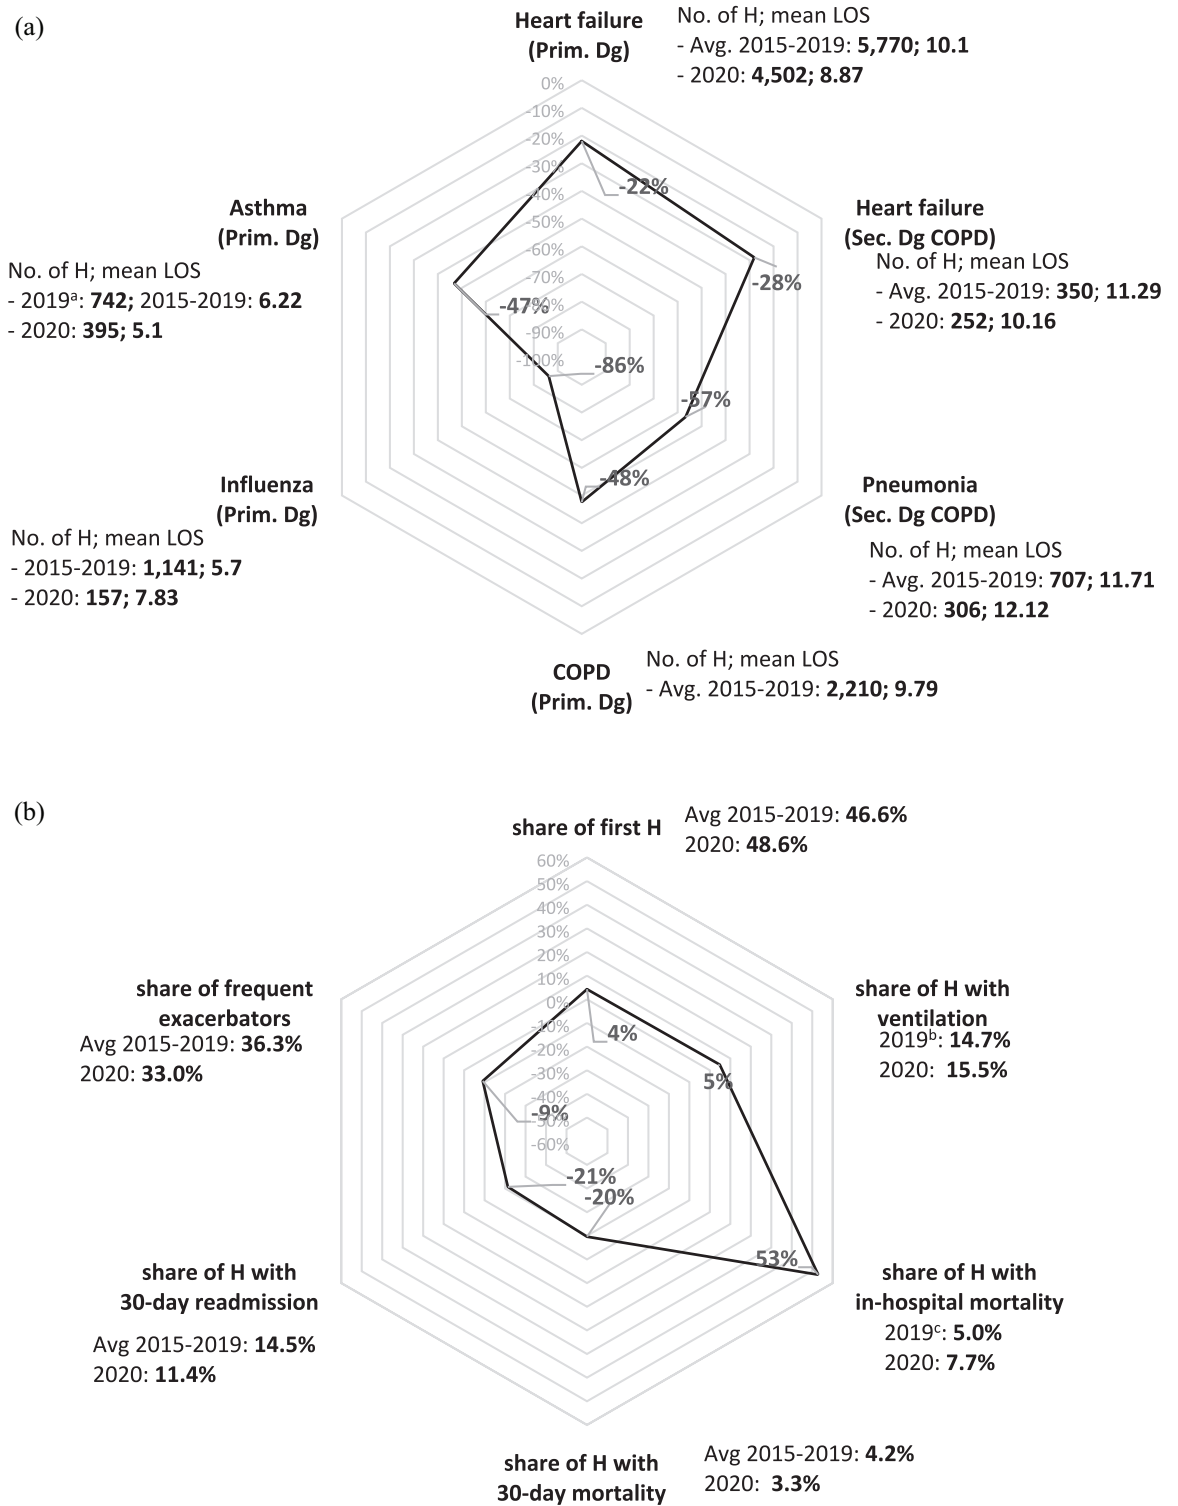 (a)
Heart failure
(Prim. Dg)
No. of H; mean LOS
- Avg. 2015-2019: 5,770; 10.1
- 2020: 4,502; 8.87
0%
-10%
-20%
-30%
-40%
-50%
-60%
-70%
-80%
-90%
-100%
-22%
-28%
-57%
-48%
-86%
-47%
Heart failure
(Sec. Dg COPD)
No. of H; mean LOS
- Avg. 2015-2019: 350; 11.29
- 2020: 252; 10.16
Pneumonia
(Sec. Dg COPD)
No. of H; mean LOS
- Avg. 2015-2019: 707; 11.71
- 2020: 306; 12.12
COPD
(Prim. Dg)
No. of H; mean LOS
- Avg. 2015-2019: 2,210; 9.79
Influenza
(Prim. Dg)
No. of H; mean LOS
- 2015-2019: 1,141; 5.7
- 2020: 157; 7.83
Asthma
(Prim. Dg)
No. of H; mean LOS
- 2019ª: 742; 2015-2019: 6.22
- 2020: 395; 5.1
(b)
share of first H
Avg 2015-2019: 46.6%
2020: 48.6%
60%
50%
40%
30%
20%
10%
0%
-10%
-20%
-30%
-40%
-50%
-60%
4%
5%
53%
-20%
-21%
-9%
share of H with
ventilation
2019ᵇ: 14.7%
2020: 15.5%
share of H with
in-hospital mortality
2019ᶜ: 5.0%
2020: 7.7%
share of H with
30-day mortality
Avg 2015-2019: 4.2%
2020: 3.3%
share of H with
30-day readmission
Avg 2015-2019: 14.5%
2020: 11.4%
share of frequent
exacerbators
Avg 2015-2019: 36.3%
2020: 33.0%